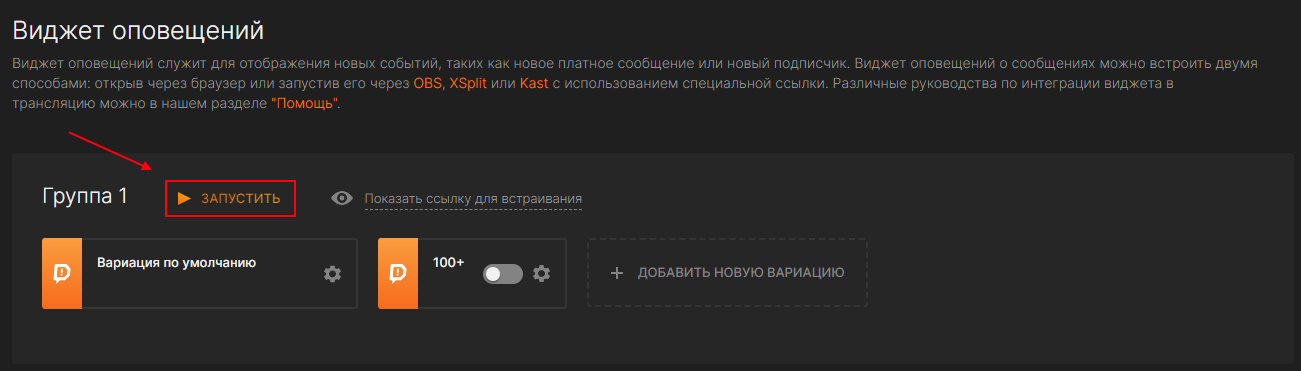 Виджет оповещений
Виджет оповещений служит для отображения новых событий, таких как новое платное сообщение или новый подписчик. Виджет оповещений о сообщениях можно встроить двумя
способами: открыв через браузер или запустив его через OBS, XSplit или Kast с использованием специальной ссылки. Различные руководства по интеграции виджета в
трансляцию можно в нашем разделе "Помощь".
Группа 1 ЗАПУСТИТЬ Показать ссылку для встраивания
Вариация по умолчанию 100+
+ ДОБАВИТЬ НОВУЮ ВАРИАЦИЮ